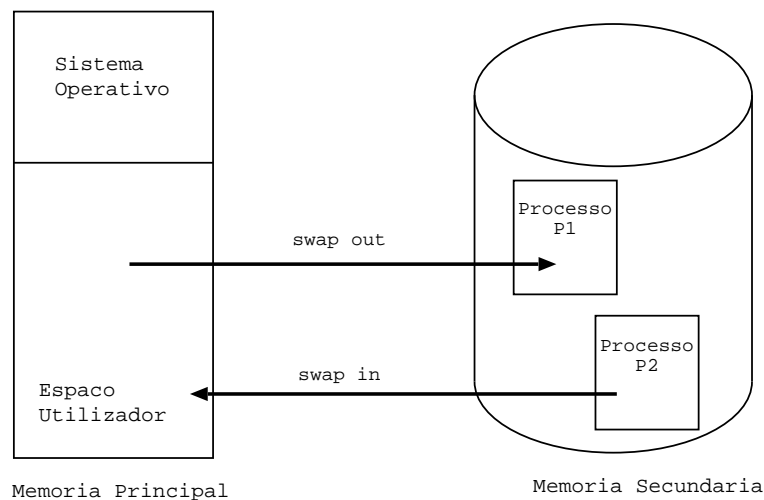 Sistema
Operativo
Processo
P1
swap out
Processo
P2
swap in
Espaco
Utilizador
Memoria Principal
Memoria Secundaria